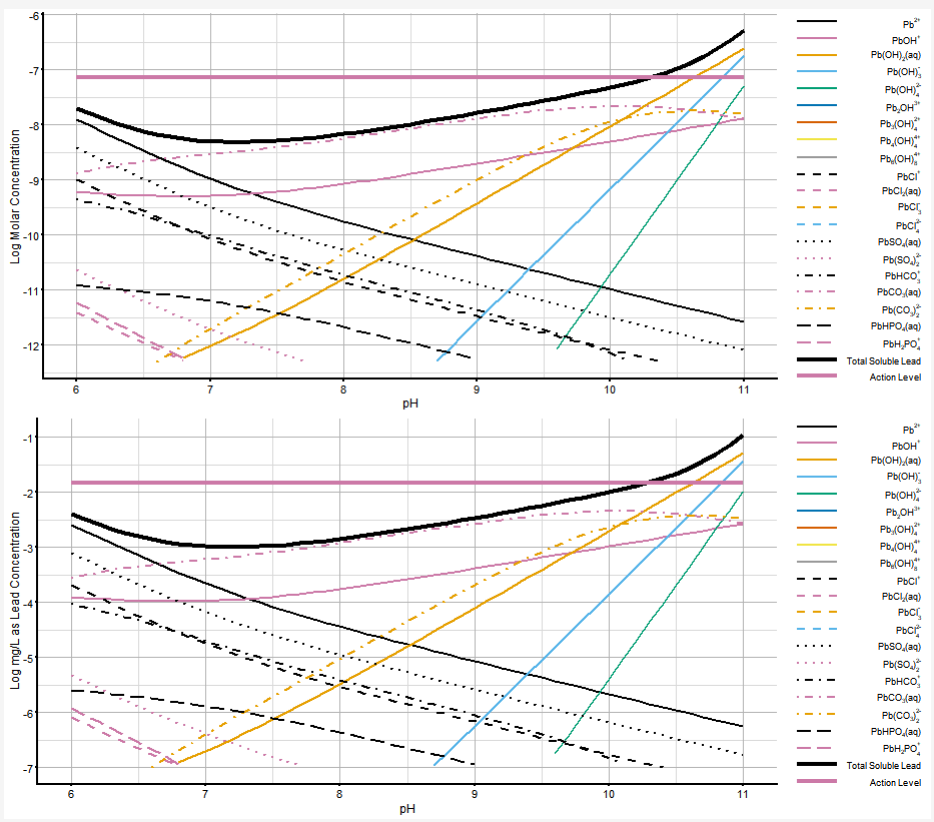 Log Molar Concentration
-6
-7
-8
-9
-10
-11
-12
6 7 8 9 10 11
pH
Pb²⁺
PbOH⁺
Pb(OH)₂(aq)
Pb(OH)₃⁻
Pb(OH)₄²⁻
Pb₂OH³⁺
Pb₃(OH)₄²⁺
Pb₄(OH)₄⁴⁺
Pb₆(OH)₈⁴⁺
PbCl⁺
PbCl₂(aq)
PbCl₃⁻
PbCl₄²⁻
PbSO₄(aq)
Pb(SO₄)₂²⁻
PbHCO₃⁺
PbCO₃(aq)
Pb(CO₃)₂²⁻
PbHPO₄(aq)
PbH₂PO₄⁺
Total Soluble Lead
Action Level
Log mg/L as Lead Concentration
-1
-2
-3
-4
-5
-6
-7
6 7 8 9 10 11
pH
Pb²⁺
PbOH⁺
Pb(OH)₂(aq)
Pb(OH)₃⁻
Pb(OH)₄²⁻
Pb₂OH³⁺
Pb₃(OH)₄²⁺
Pb₄(OH)₄⁴⁺
Pb₆(OH)₈⁴⁺
PbCl⁺
PbCl₂(aq)
PbCl₃⁻
PbCl₄²⁻
PbSO₄(aq)
Pb(SO₄)₂²⁻
PbHCO₃⁺
PbCO₃(aq)
Pb(CO₃)₂²⁻
PbHPO₄(aq)
PbH₂PO₄⁺
Total Soluble Lead
Action Level